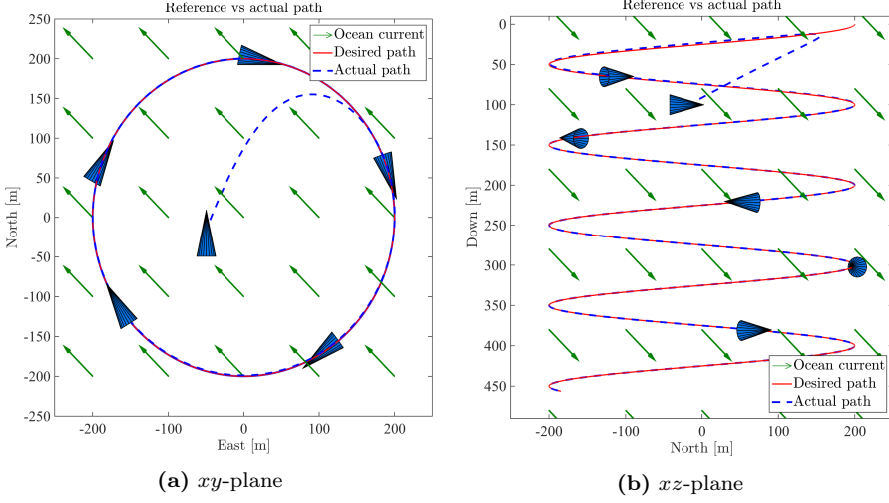 Reference vs actual path
250
200
150
100
50
0
-50
-100
-150
-200
-250
North [m]
-200
-100
0
100
200
East [m]
Ocean current
Desired path
Actual path
(a) xy-plane
Reference vs actual path
0
50
100
150
200
250
300
350
400
450
Down [m]
-200
-100
0
100
200
North [m]
Ocean current
Desired path
Actual path
(b) xz-plane